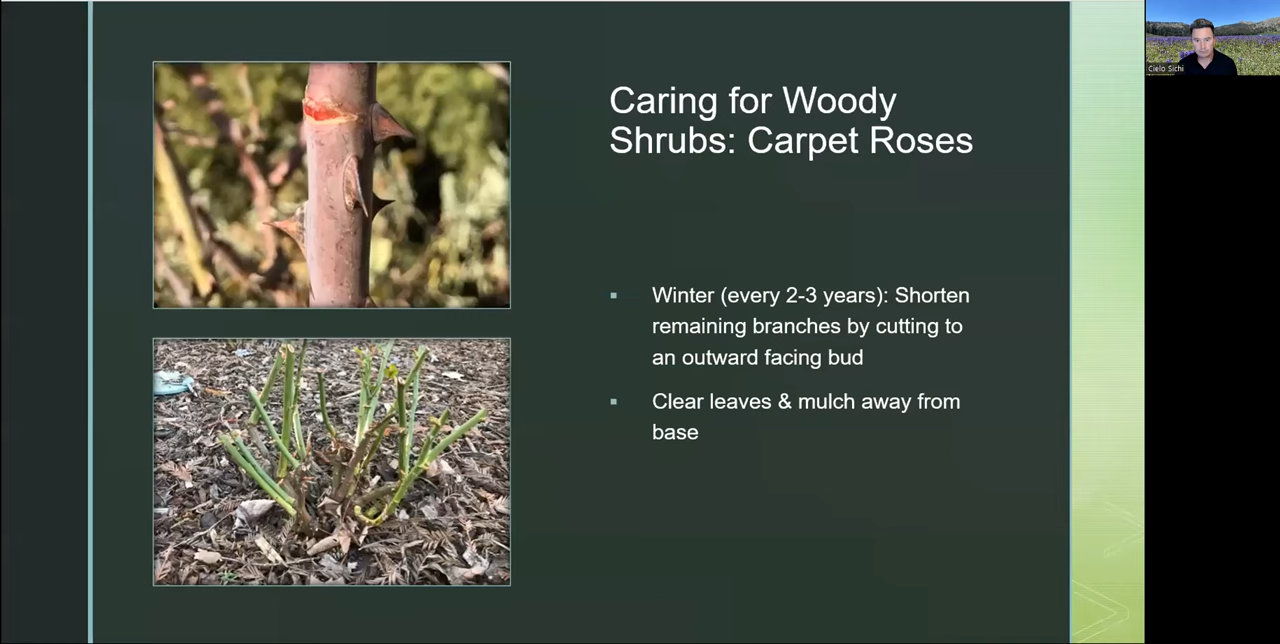 Caring for Woody
Shrubs: Carpet Roses
▪ Winter (every 2-3 years): Shorten
remaining branches by cutting to
an outward facing bud
▪ Clear leaves & mulch away from
base
Cielo Sichi